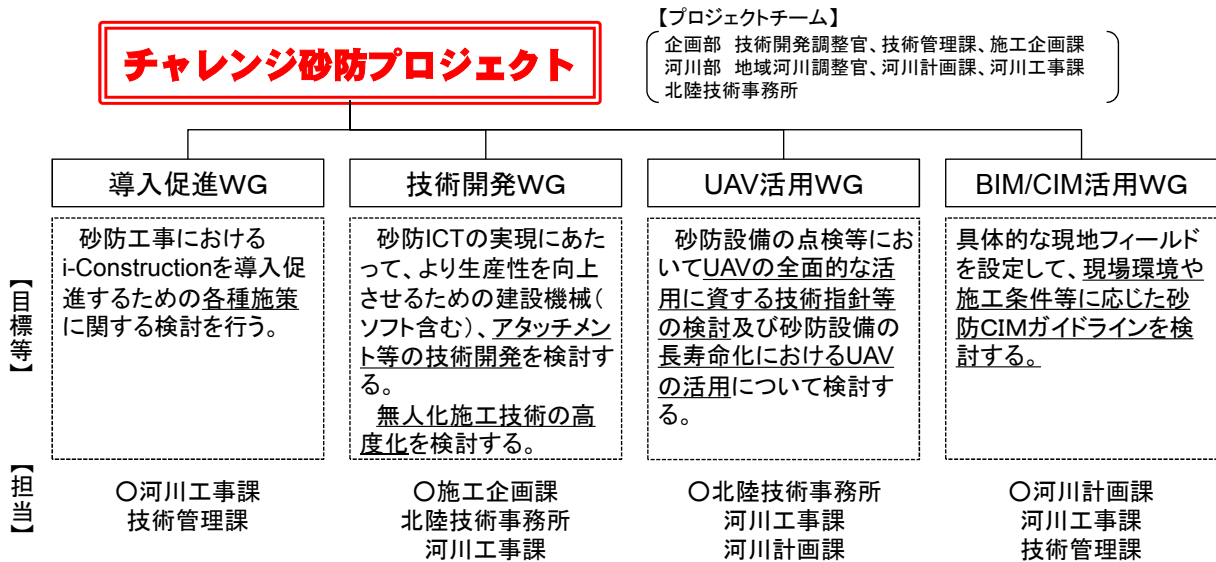 【プロジェクトチーム】
企画部 技術開発調整官、技術管理課、施工企画課
河川部 地域河川調整官、河川計画課、河川工事課
北陸技術事務所
チャレンジ砂防プロジェクト
導入促進WG
技術開発WG
UAV活用WG
BIM/CIM活用WG
【目標等】
砂防工事における
i-Constructionを導入促
進するための各種施策
に関する検討を行う。
砂防ICTの実現にあた
って、より生産性を向上
させるための建設機械(
ソフト含む)、アタッチメン
ト等の技術開発を検討す
る。
無人化施工技術の高
度化を検討する。
砂防設備の点検等にお
いてUAVの全面的な活
用に資する技術指針等
の検討及び砂防設備の
長寿命化におけるUAV
の活用について検討す
る。
具体的な現地フィールド
を設定して、現場環境や
施工条件等に応じた砂
防CIMガイドラインを検
討する。
【担当】
〇河川工事課
技術管理課
〇施工企画課
北陸技術事務所
河川工事課
〇北陸技術事務所
河川工事課
河川計画課
〇河川計画課
河川工事課
技術管理課